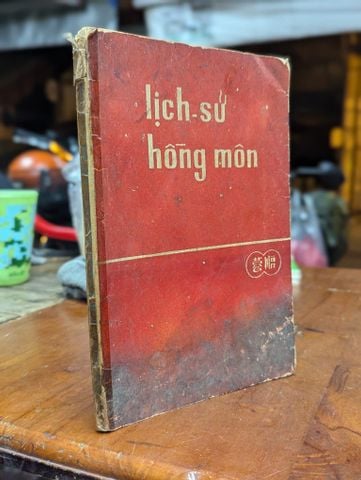 lịch-sử
hồng môn